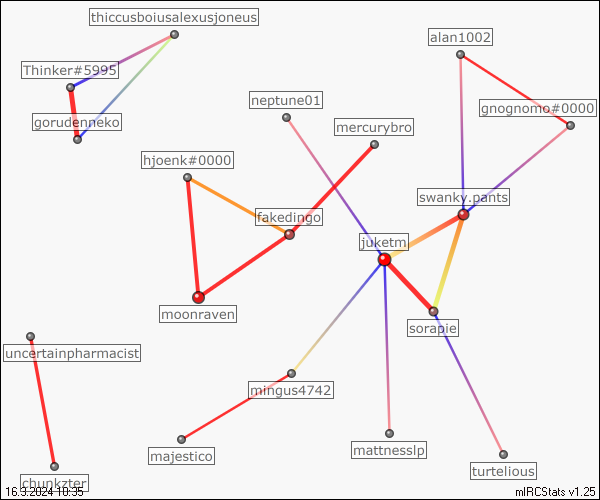 thiccusboiusalexusjoneus
alan1002
Thinker#5995
neptune01
gnognomo#0000
gorudenneko
mercurybro
hjoenk#0000
swanky.pants
fakedingo
juketm
moonraven
sorapie
uncertainpharmacist
mingus4742
majestico
mattnesslp
turtelious
chunkzter
16.3.2024 10:35
mIRCStats v1.25